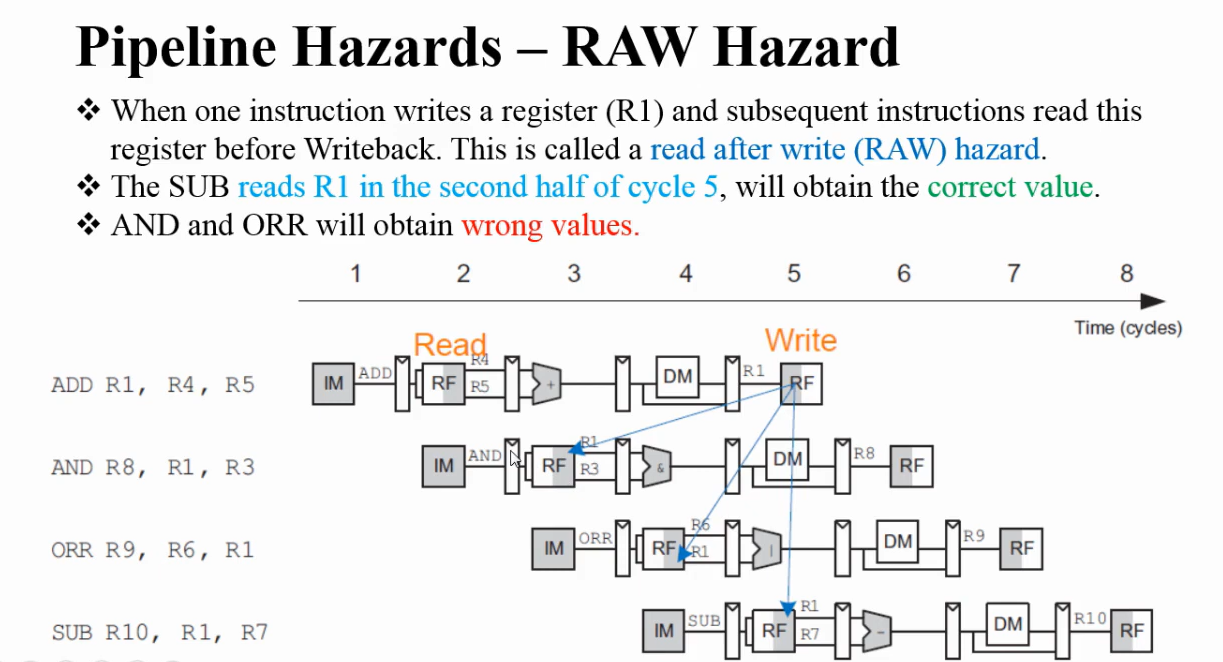 Pipeline Hazards – RAW Hazard
❖ When one instruction writes a register (R1) and subsequent instructions read this
register before Writeback. This is called a read after write (RAW) hazard.
❖ The SUB reads R1 in the second half of cycle 5, will obtain the correct value.
❖ AND and ORR will obtain wrong values.
1 2 3 4 5 6 7 8
Time (cycles)
Read Write
ADD R1, R4, R5 IM ADD RF R4 R5 + DM R1 RF
AND R8, R1, R3 IM AND RF R1 R3 & DM R8 RF
ORR R9, R6, R1 IM ORR RF R6 R1 | DM R9 RF
SUB R10, R1, R7 IM SUB RF R1 R7 - DM R10 RF